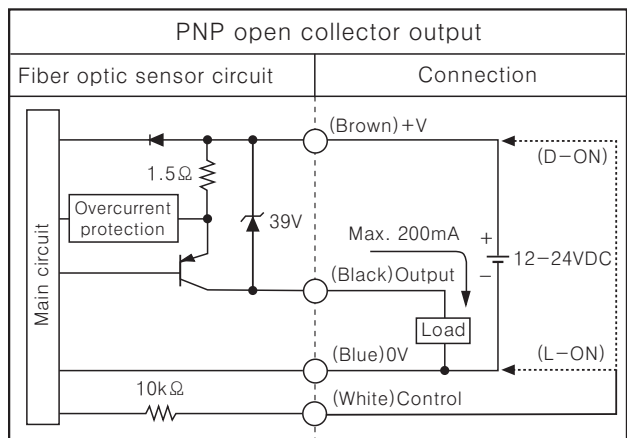 PNP open collector output
Fiber optic sensor circuit
Connection
(Brown)+V
(D-ON)
1.5Ω
Overcurrent
protection
39V
Max. 200mA
+
12-24VDC
-
Main circuit
(Black)Output
Load
(Blue)0V
(L-ON)
10kΩ
(White)Control